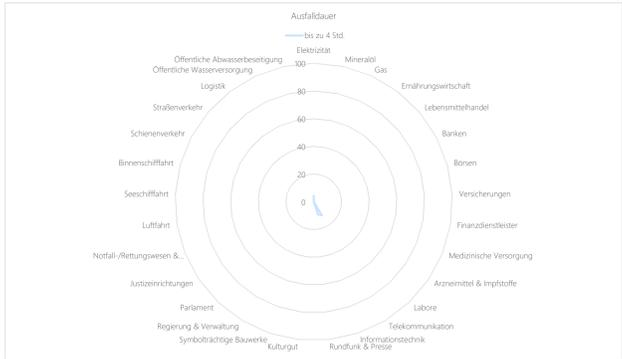 Ausfalldauer
bis zu 4 Std.
Elektrizität
Mineralöl
Gas
Ernährungswirtschaft
Lebensmittelhandel
Banken
Börsen
Versicherungen
Finanzdienstleister
Medizinische Versorgung
Arzneimittel & Impfstoffe
Labore
Telekommunikation
Informationstechnik
Rundfunk & Presse
Kulturgut
Symbolträchtige Bauwerke
Regierung & Verwaltung
Parlament
Justizeinrichtungen
Notfall-/Rettungswesen &...
Luftfahrt
Seeschifffahrt
Binnenschifffahrt
Schienenverkehr
Straßenverkehr
Logistik
Öffentliche Wasserversorgung
Öffentliche Abwasserbeseitigung
100
80
60
40
20
0